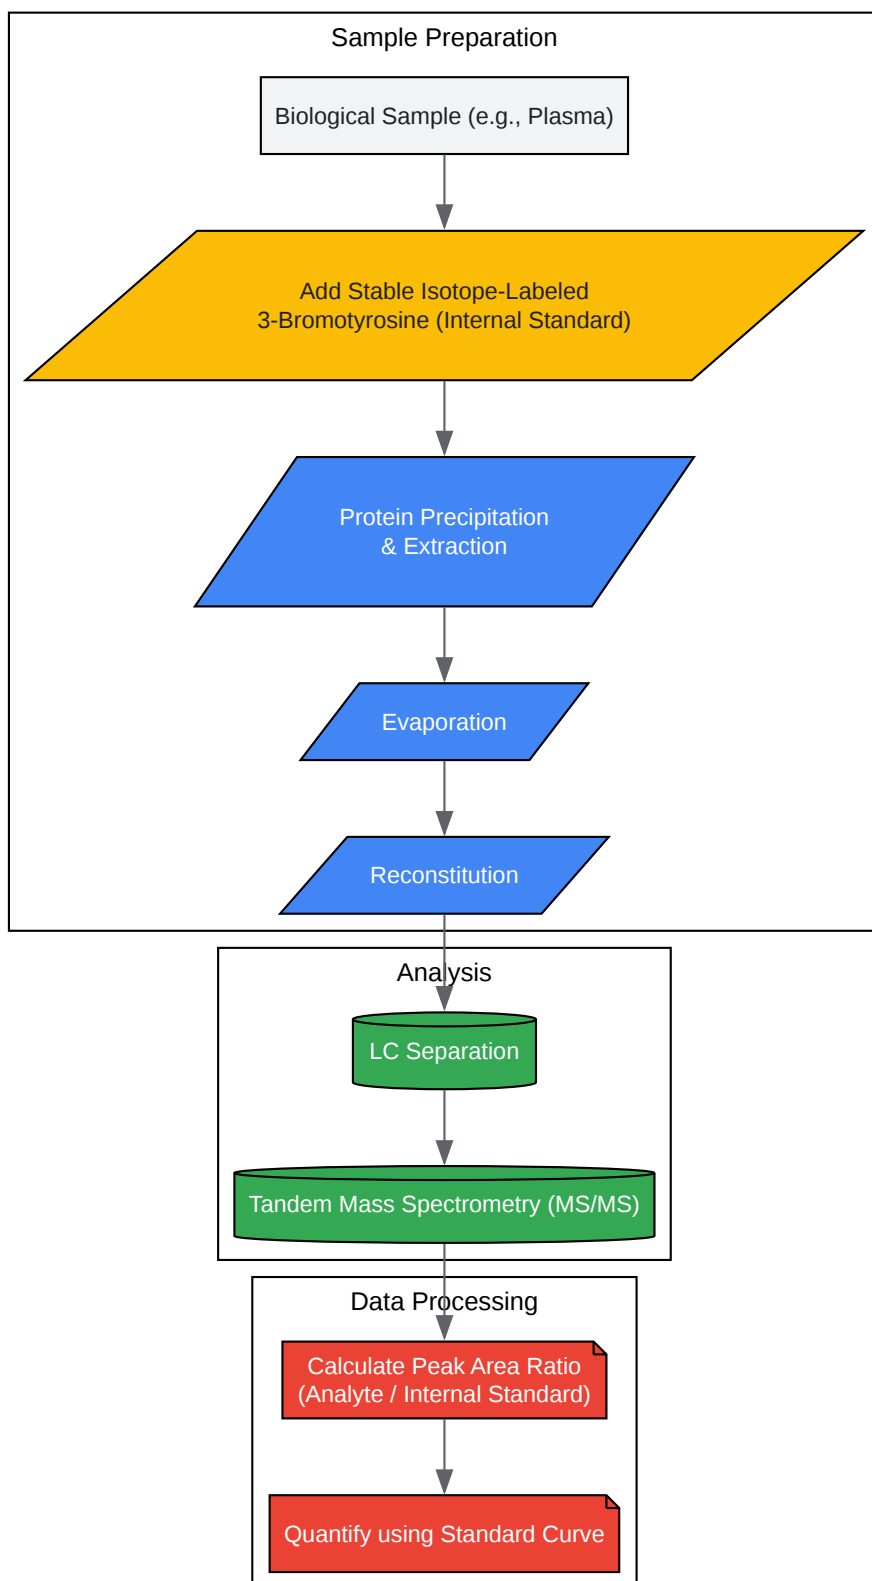 Sample Preparation
Biological Sample (e.g., Plasma)
Add Stable Isotope-Labeled
3-Bromotyrosine (Internal Standard)
Protein Precipitation
& Extraction
Evaporation
Reconstitution
Analysis
LC Separation
Tandem Mass Spectrometry (MS/MS)
Data Processing
Calculate Peak Area Ratio
(Analyte / Internal Standard)
Quantify using Standard Curve